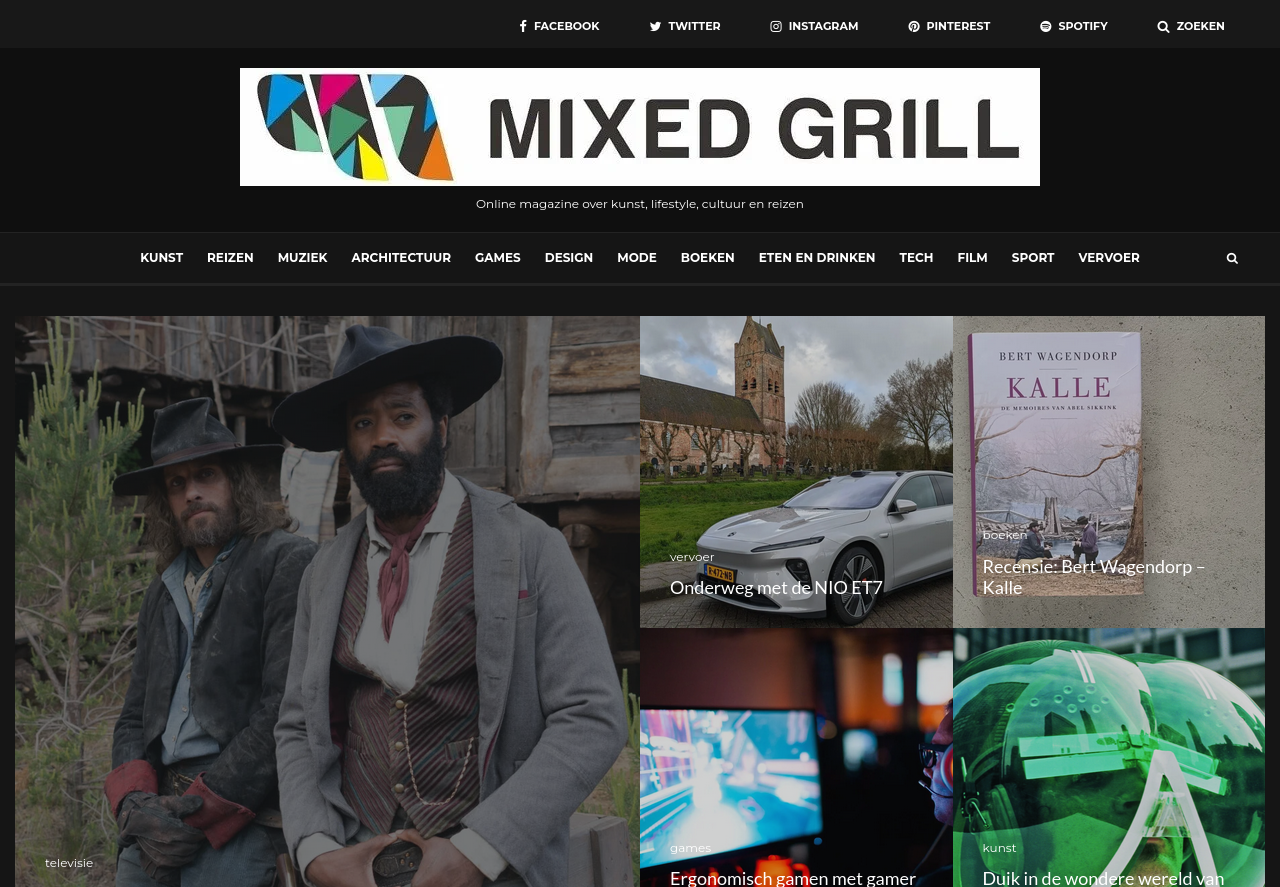 FACEBOOK TWITTER INSTAGRAM PINTEREST SPOTIFY ZOEKEN
MIXED GRILL
Online magazine over kunst, lifestyle, cultuur en reizen
KUNST REIZEN MUZIEK ARCHITECTUUR GAMES DESIGN MODE BOEKEN ETEN EN DRINKEN TECH FILM SPORT VERVOER
BERT WAGENDORP
KALLE
DE MEMOIRES VAN ABEL SIKKINK
vervoer
Onderweg met de NIO ET7
boeken
Recensie: Bert Wagendorp –
Kalle
televisie
games
Ergonomisch gamen met gamer
kunst
Duik in de wondere wereld van